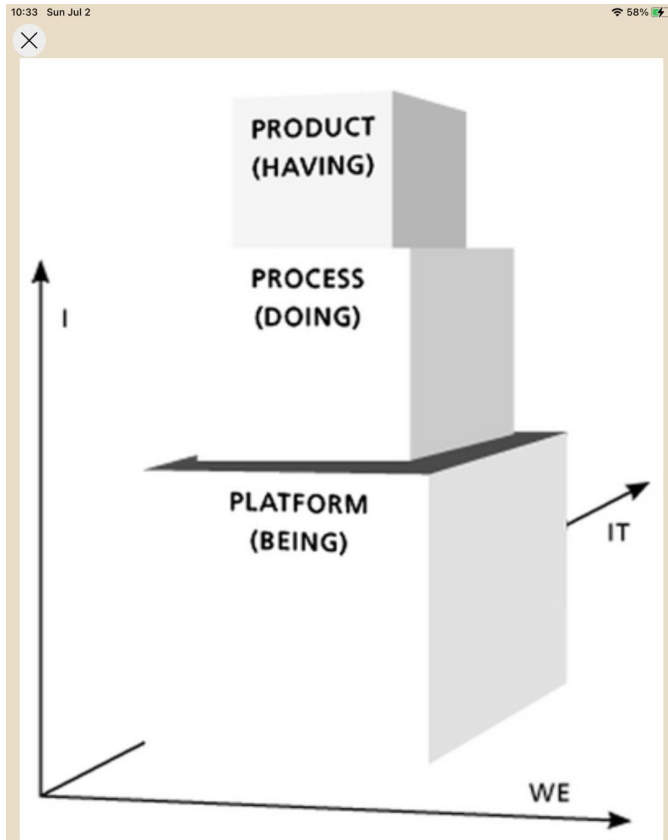 10:33 Sun Jul 2
58%
PRODUCT
(HAVING)
PROCESS
(DOING)
I
PLATFORM
(BEING)
IT
WE